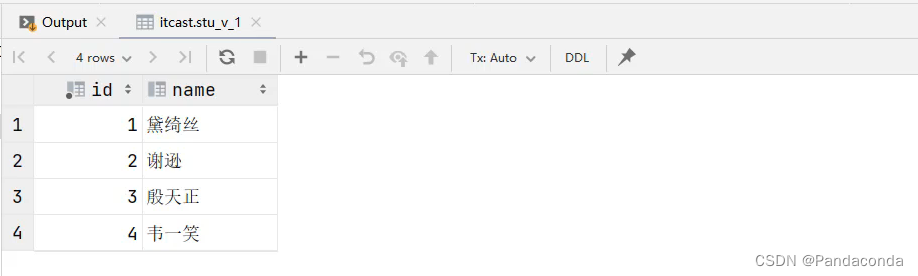 Output itcast.stu_v_1
4 rows Tx: Auto DDL
id name
1 1 黛绮丝
2 2 谢逊
3 3 殷天正
4 4 韦一笑
CSDN @Pandaconda